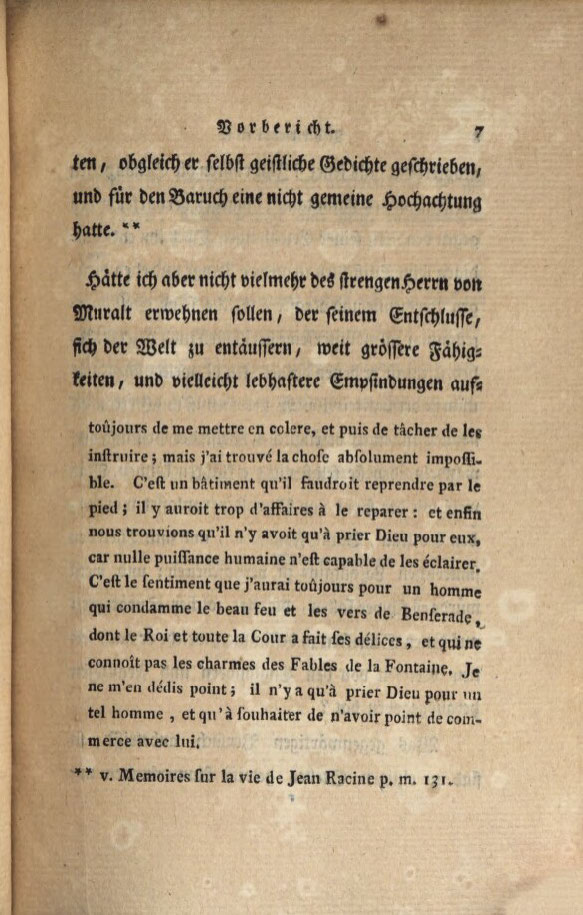 Vorbericht. 7
ten, obgleich er selbst geistliche Gedichte geschrieben,
und für den Baruch eine nicht gemeine Hochachtung
hatte. **
Hätte ich aber nicht vielmehr des strengen Herrn von
Muralt erwehnen sollen, der seinem Entschlusse,
sich der Welt zu entäussern, weit grössere Fähig-
keiten, und vielleicht lebhaftere Empfindungen auf-
toûjours de me mettre en colere, et puis de tâcher de les
instruire; mais j'ai trouvé la chose absolument impossi-
ble. C'est un bâtiment qu'il faudroit reprendre par le
pied; il y auroit trop d'affaires à le reparer: et enfin
nous trouvions qu'il n'y avoit qu'à prier Dieu pour eux,
car nulle puissance humaine n'est capable de les éclairer.
C'est le sentiment que j'aurai toûjours pour un homme
qui condamme le beau feu et les vers de Benserade,
dont le Roi et toute la Cour a fait ses délices, et qui ne
connoît pas les charmes des Fables de la Fontaine. Je
ne m'en dédis point; il n'y a qu'à prier Dieu pour un
tel homme, et qu'à souhaiter de n'avoir point de com-
merce avec lui.
** v. Memoires sur la vie de Jean Racine p. m. 131.